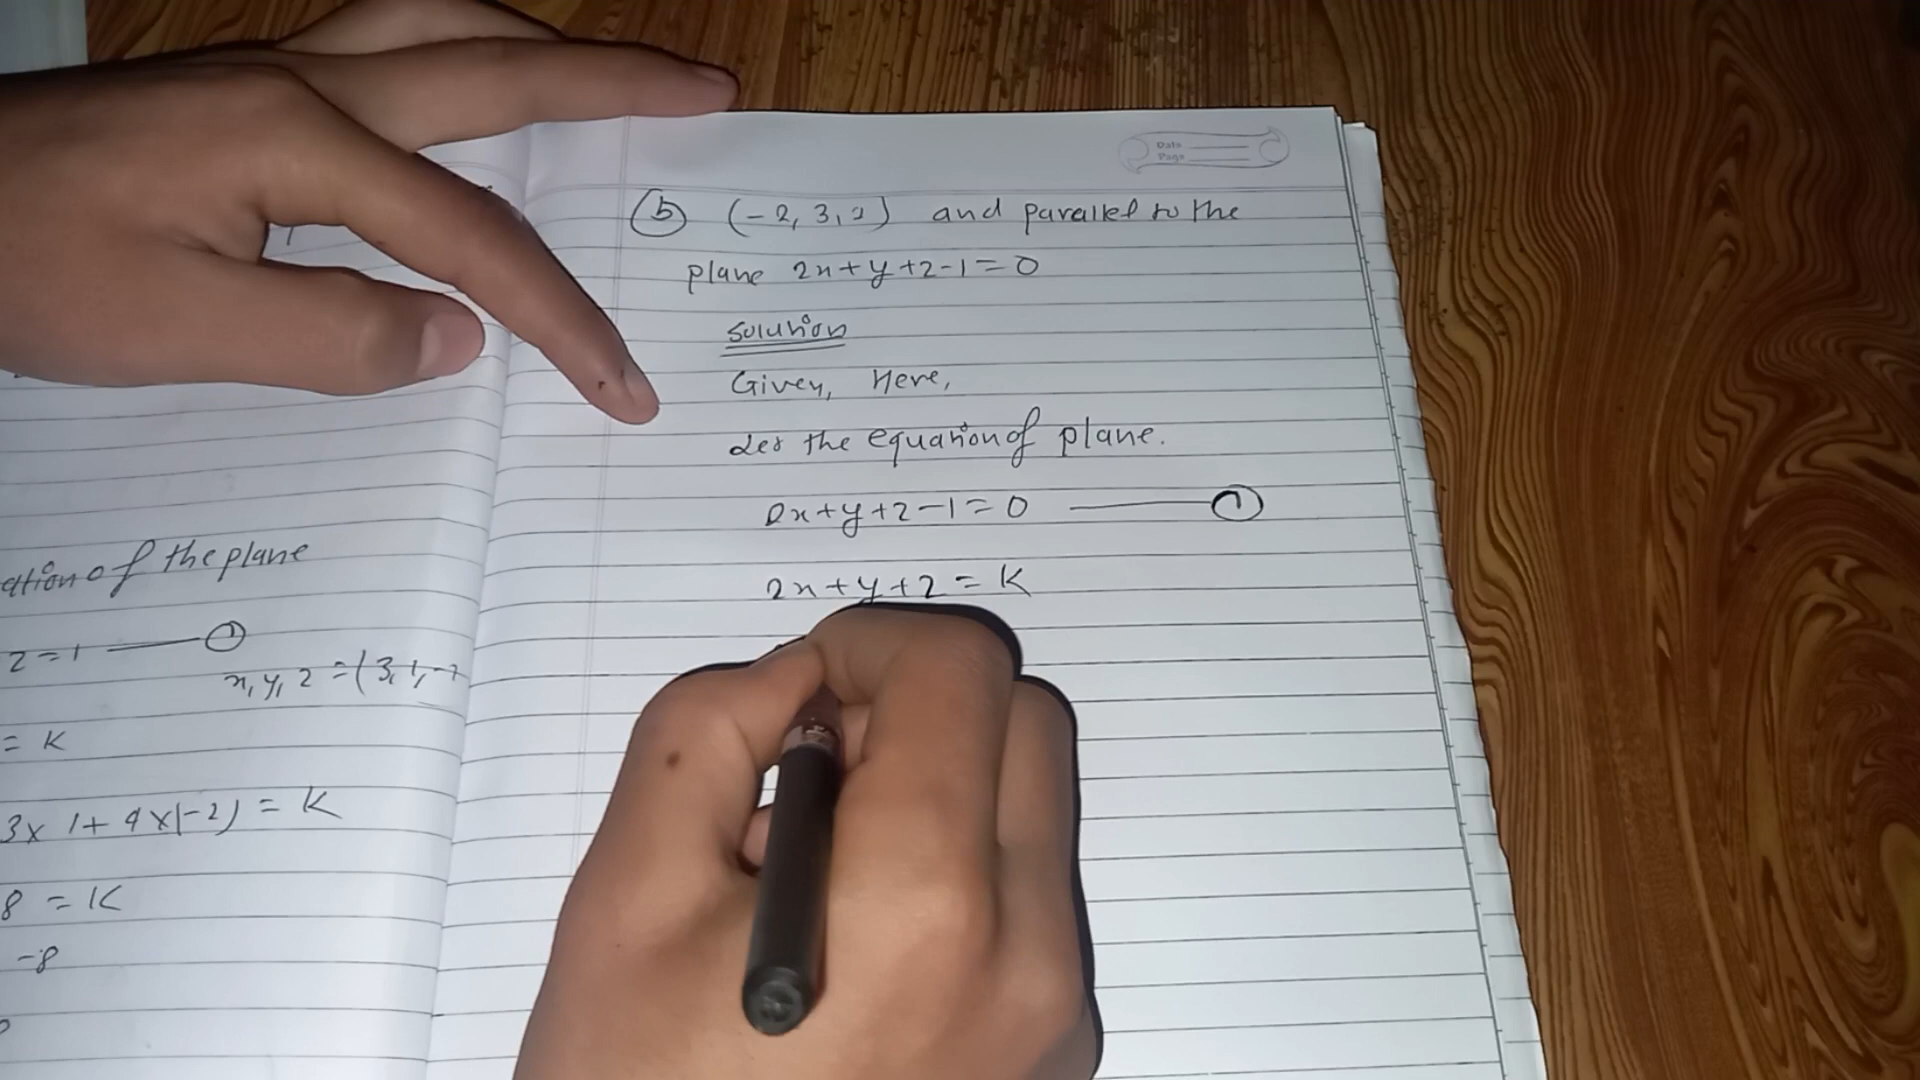 ation of the plane
z = 1 ——— ①
x, y, z = (3, 1, -
= K
3x 1 + 4x(-2) = K
8 = K
-8
Date
Page
(b) (-2, 3, 2) and parallel to the
plane 2x + y + z - 1 = 0
Solution
Given, Here,
Let the equation of plane.
2x + y + z - 1 = 0 ——— ①
2x + y + z = K